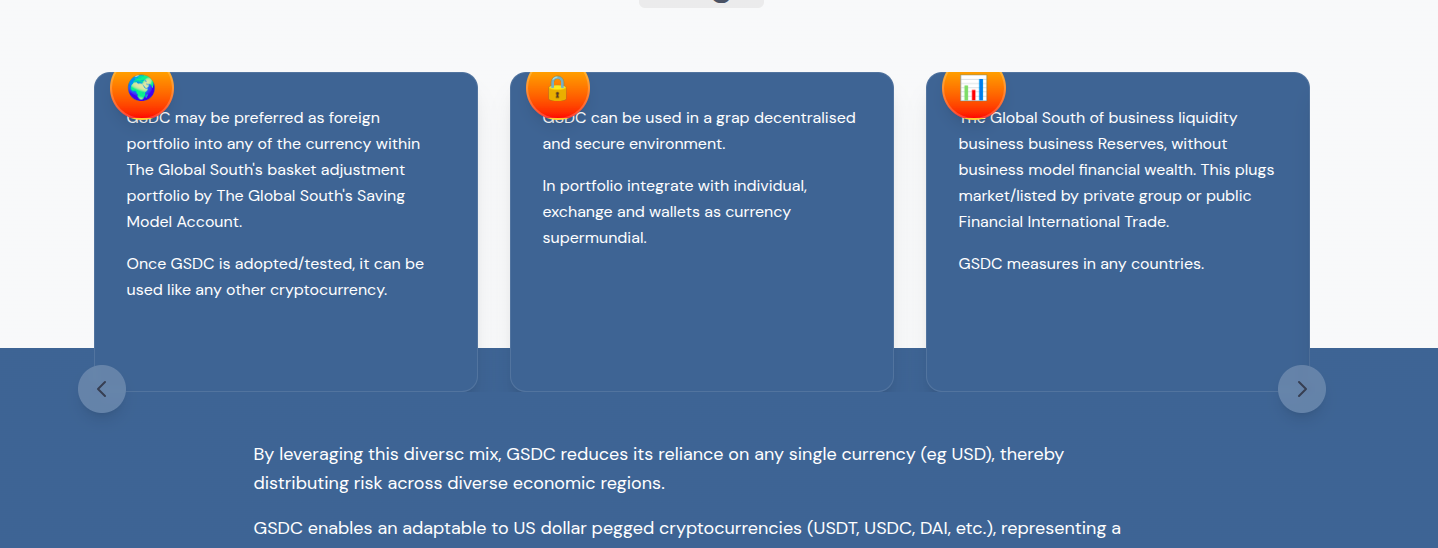 GSDC may be preferred as foreign
portfolio into any of the currency within
The Global South's basket adjustment
portfolio by The Global South's Saving
Model Account.
Once GSDC is adopted/tested, it can be
used like any other cryptocurrency.
GSDC can be used in a grap decentralised
and secure environment.
In portfolio integrate with individual,
exchange and wallets as currency
supermundial.
The Global South of business liquidity
business business Reserves, without
business model financial wealth. This plugs
market/listed by private group or public
Financial International Trade.
GSDC measures in any countries.
By leveraging this diversc mix, GSDC reduces its reliance on any single currency (eg USD), thereby
distributing risk across diverse economic regions.
GSDC enables an adaptable to US dollar pegged cryptocurrencies (USDT, USDC, DAI, etc.), representing a